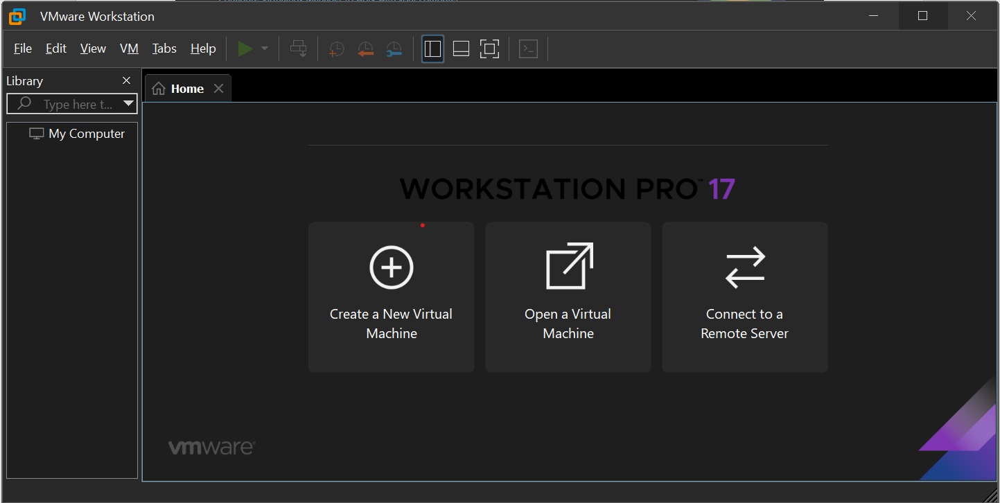 VMware Workstation
File Edit View VM Tabs Help
Library
Home
Type here t...
My Computer
WORKSTATION PRO™ 17
Create a New Virtual
Machine
Open a Virtual
Machine
Connect to a
Remote Server
vmware®